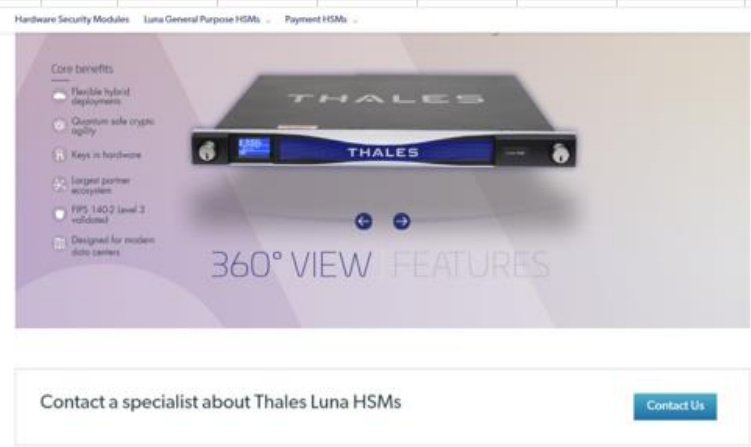 Hardware Security Modules Luna General Purpose HSMs Payment HSMs
Core benefits
Flexible hybrid
deployments
Quantum safe crypto
agility
Keys in hardware
Largest partner
ecosystem
FIPS 140-2 Level 3
validated
Designed for modern
data centers
THALES
THALES
360° VIEW FEATURES
Contact a specialist about Thales Luna HSMs
Contact Us